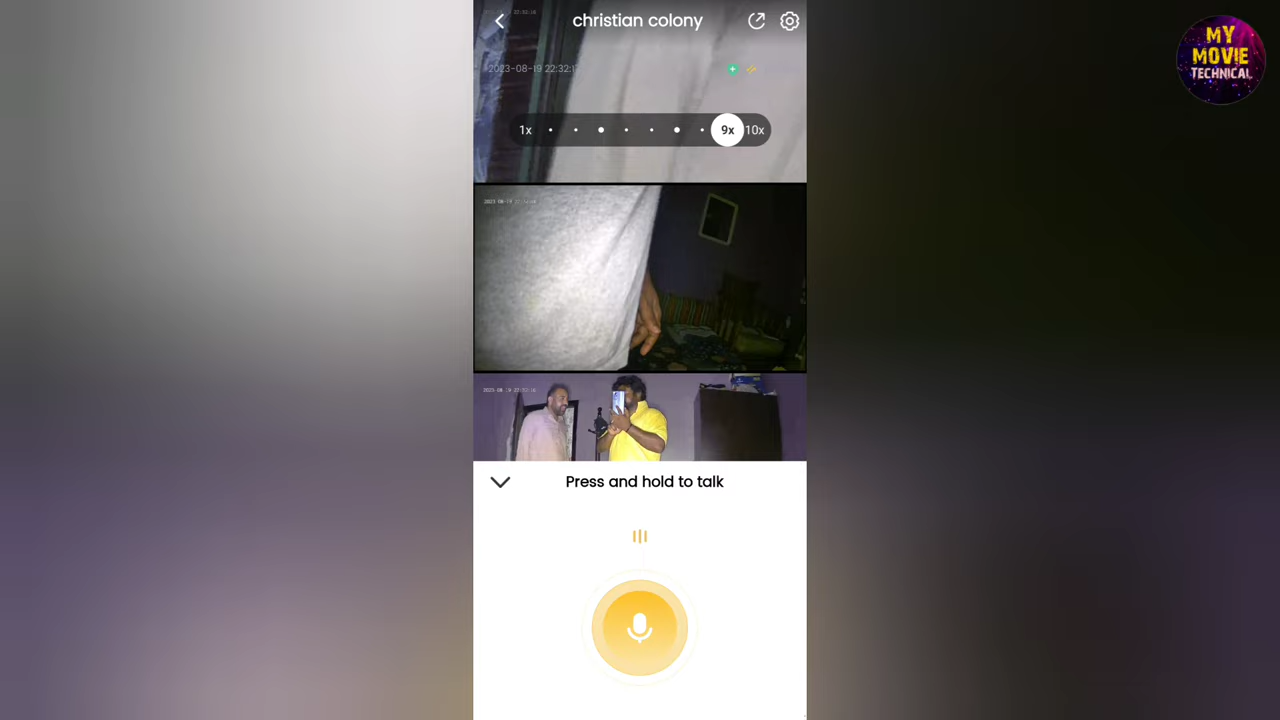 christian colony
2023-08-19 22:32:1
1x
9x
10x
Press and hold to talk
MY
MOVIE
TECHNICAL